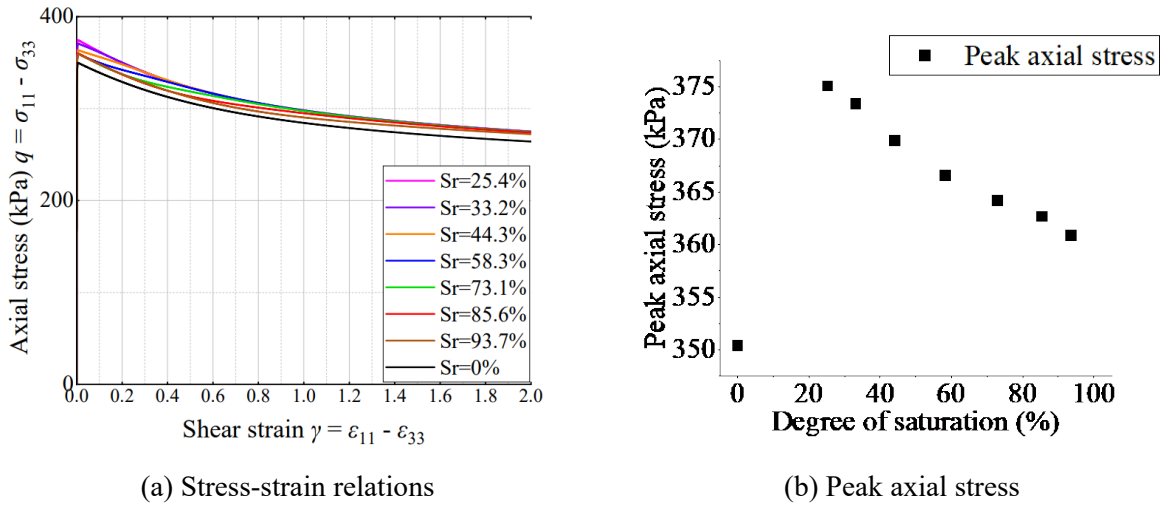 400
200
0
0.0 0.2 0.4 0.6 0.8 1.0 1.2 1.4 1.6 1.8 2.0
Axial stress (kPa) q = σ11 - σ33
Shear strain γ = ε11 - ε33
Sr=25.4%
Sr=33.2%
Sr=44.3%
Sr=58.3%
Sr=73.1%
Sr=85.6%
Sr=93.7%
Sr=0%
(a) Stress-strain relations
Peak axial stress
375
370
365
360
355
350
0 20 40 60 80 100
Peak axial stress (kPa)
Degree of saturation (%)
(b) Peak axial stress